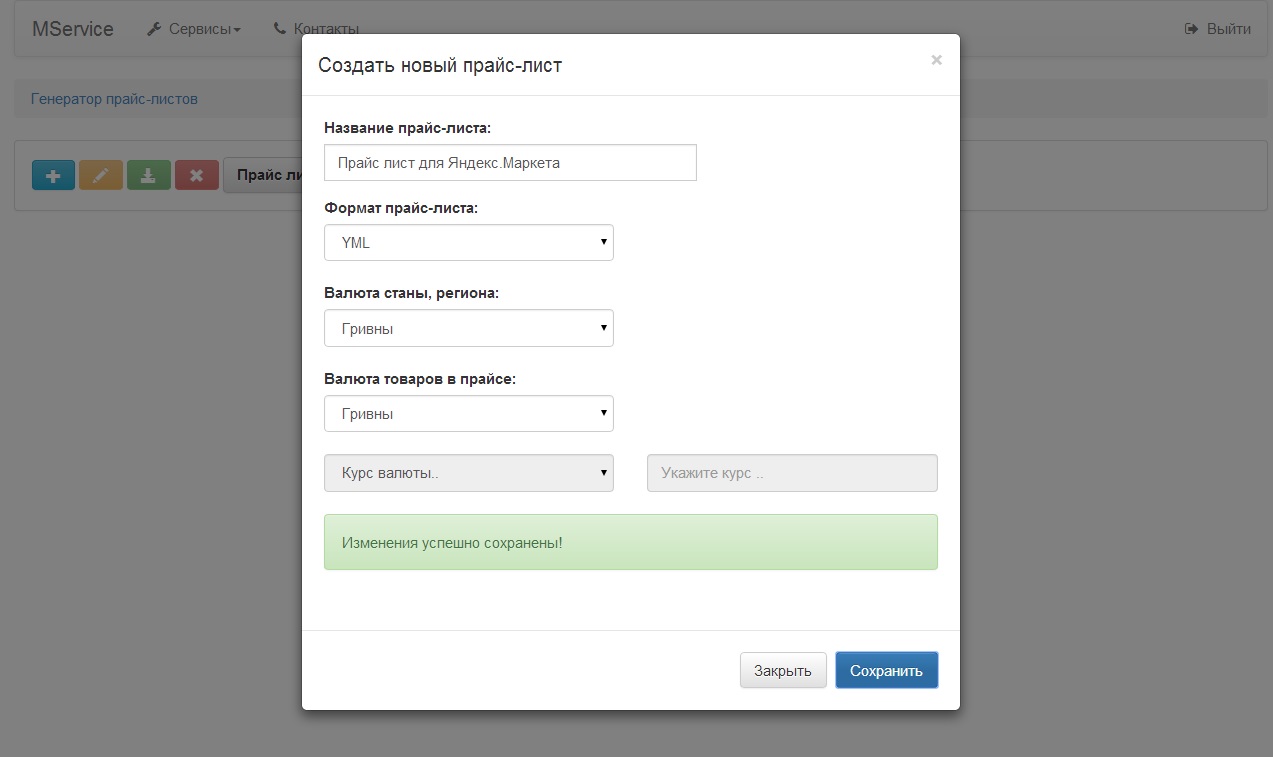 MService Сервисы Контакты Выйти
Генератор прайс-листов
Прайс ли
Создать новый прайс-лист ×
Название прайс-листа:
Прайс лист для Яндекс.Маркета
Формат прайс-листа:
YML
Валюта станы, региона:
Гривны
Валюта товаров в прайсе:
Гривны
Курс валюты.. Укажите курс ..
Изменения успешно сохранены!
Закрыть Сохранить